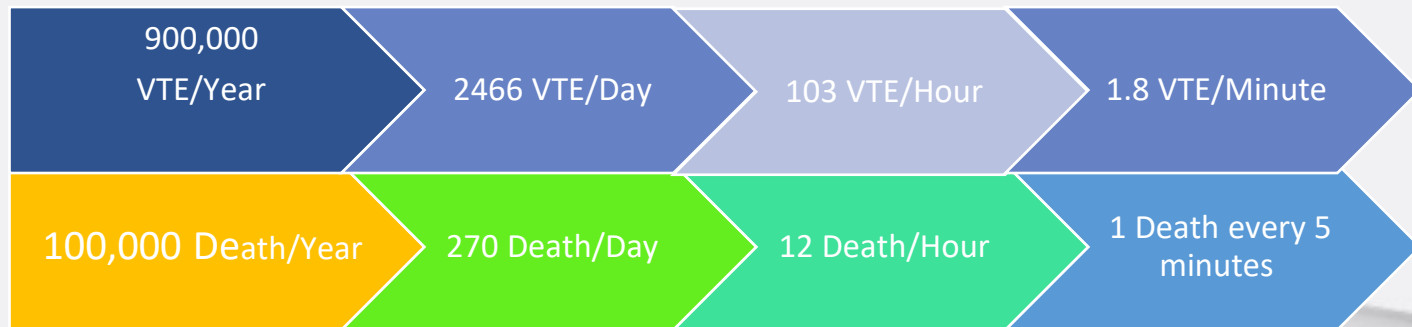 900,000
VTE/Year
2466 VTE/Day
103 VTE/Hour
1.8 VTE/Minute
100,000 Death/Year
270 Death/Day
12 Death/Hour
1 Death every 5
minutes